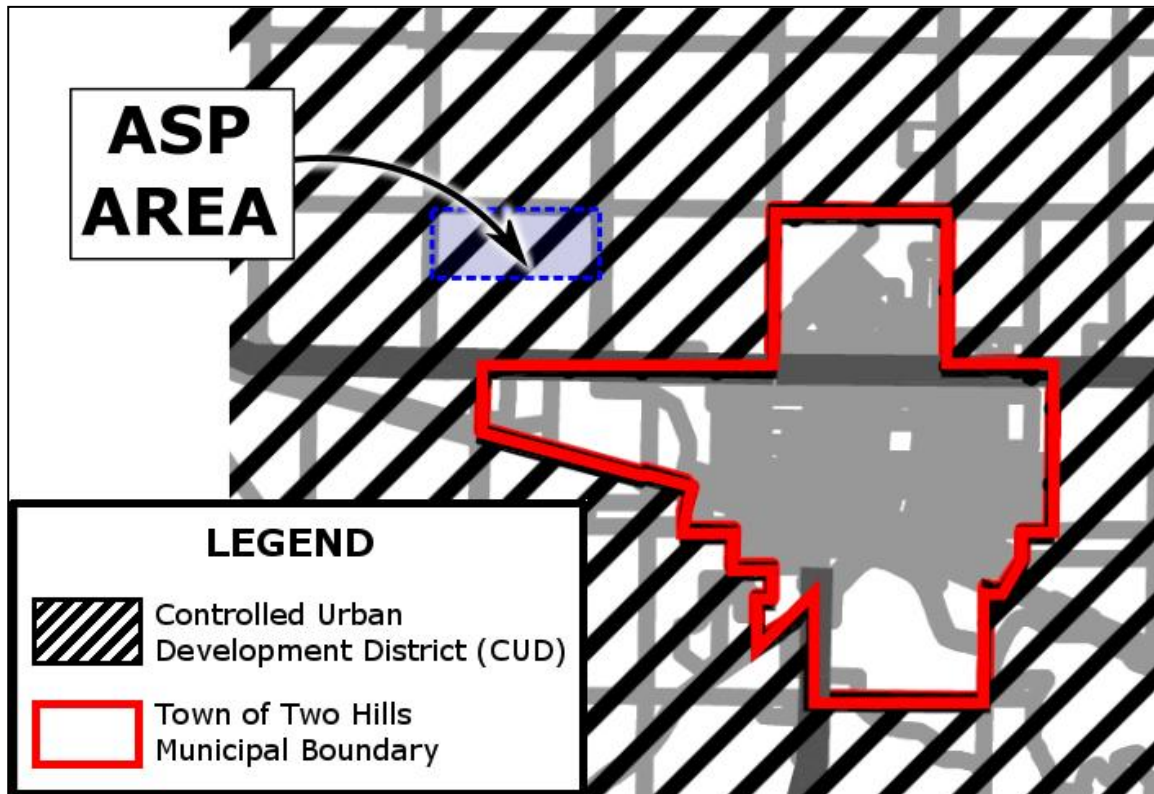 ASP
AREA
LEGEND
Controlled Urban
Development District (CUD)
Town of Two Hills
Municipal Boundary